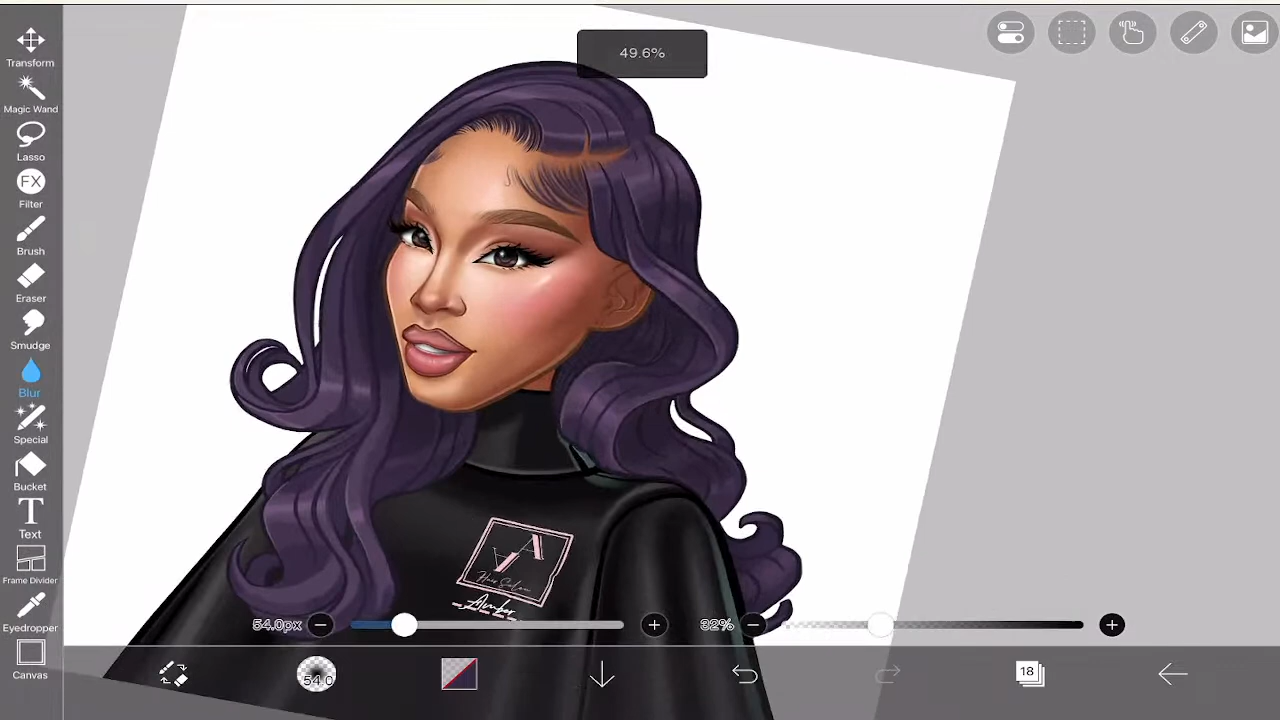 49.6%
Transform
Magic Wand
Lasso
FX
Filter
Brush
Eraser
Smudge
Blur
Special
Bucket
T
Text
Frame Divider
Eyedropper
Canvas
A
A
Hair Salon
Amber
54.0px
32%
54.0
18